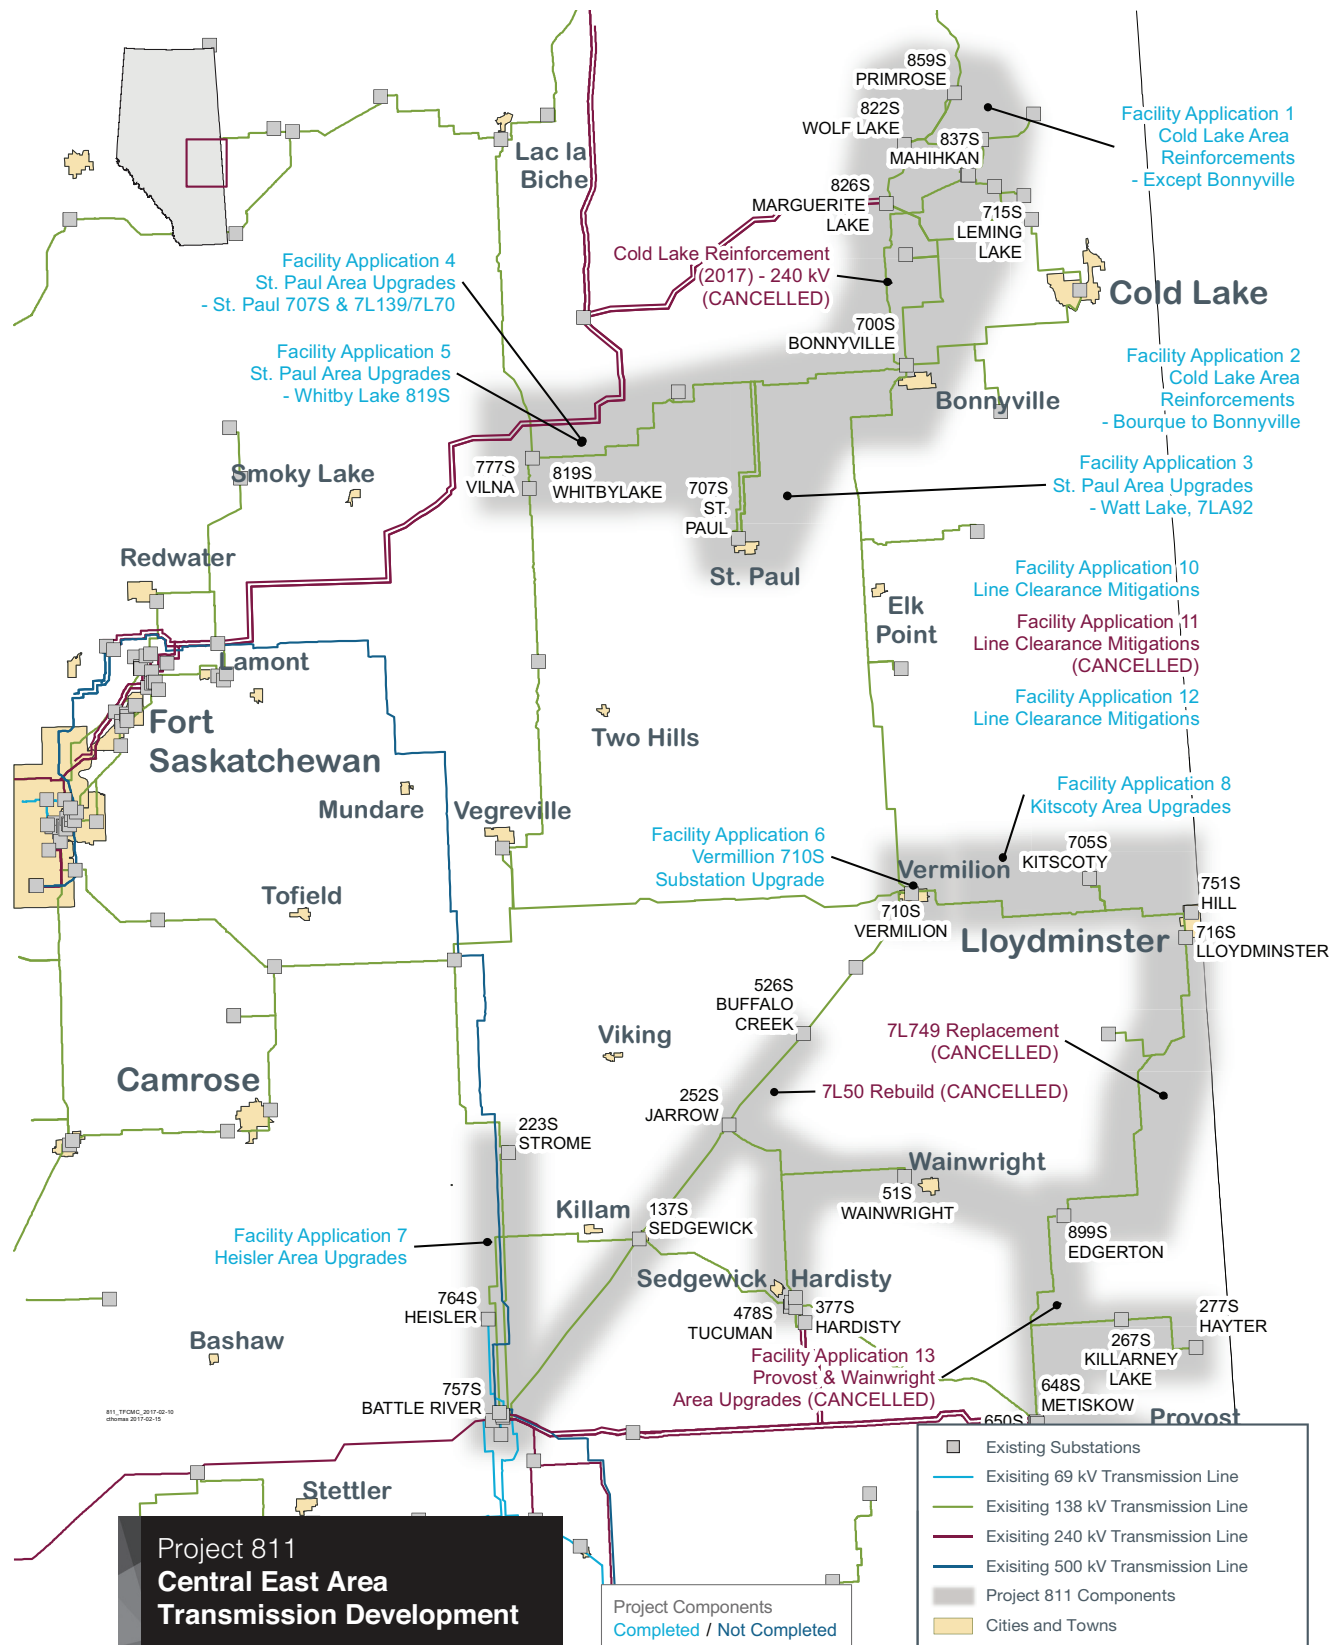 859S
PRIMROSE
822S
WOLF LAKE
837S
MAHIHKAN
Facility Application 1
Cold Lake Area
Reinforcements
- Except Bonnyville
Lac la
Biche
826S
MARGUERITE
LAKE
715S
LEMING
LAKE
Cold Lake Reinforcement
(2017) - 240 kV
(CANCELLED)
Facility Application 4
St. Paul Area Upgrades
- St. Paul 707S & 7L139/7L70
Cold Lake
700S
BONNYVILLE
Facility Application 5
St. Paul Area Upgrades
- Whitby Lake 819S
Facility Application 2
Cold Lake Area
Reinforcements
- Bourque to Bonnyville
Bonnyville
Smoky Lake
777S
VILNA
819S
WHITBYLAKE
707S
ST.
PAUL
Facility Application 3
St. Paul Area Upgrades
- Watt Lake, 7LA92
Redwater
St. Paul
Elk
Point
Facility Application 10
Line Clearance Mitigations
Facility Application 11
Line Clearance Mitigations
(CANCELLED)
Facility Application 12
Line Clearance Mitigations
Lamont
Fort
Saskatchewan
Two Hills
Mundare
Vegreville
Facility Application 8
Kitscoty Area Upgrades
Facility Application 6
Vermillion 710S
Substation Upgrade
705S
KITSCOTY
Vermilion
751S
HILL
Tofield
710S
VERMILION
Lloydminster
716S
LLOYDMINSTER
526S
BUFFALO
CREEK
Viking
7L749 Replacement
(CANCELLED)
Camrose
252S
JARROW
7L50 Rebuild (CANCELLED)
223S
STROME
Wainwright
51S
WAINWRIGHT
Killam
137S
SEDGEWICK
Facility Application 7
Heisler Area Upgrades
899S
EDGERTON
Sedgewick
Hardisty
764S
HEISLER
478S
TUCUMAN
377S
HARDISTY
277S
HAYTER
267S
KILLARNEY
LAKE
Bashaw
Facility Application 13
Provost & Wainwright
Area Upgrades (CANCELLED)
757S
BATTLE RIVER
648S
METISKOW
650S
Provost
811_TFCMC_2017-02-10
cthomas 2017-02-15
Stettler
Existing Substations
Exisiting 69 kV Transmission Line
Exisiting 138 kV Transmission Line
Exisiting 240 kV Transmission Line
Exisiting 500 kV Transmission Line
Project 811 Components
Cities and Towns
Project 811
Central East Area
Transmission Development
Project Components
Completed / Not Completed